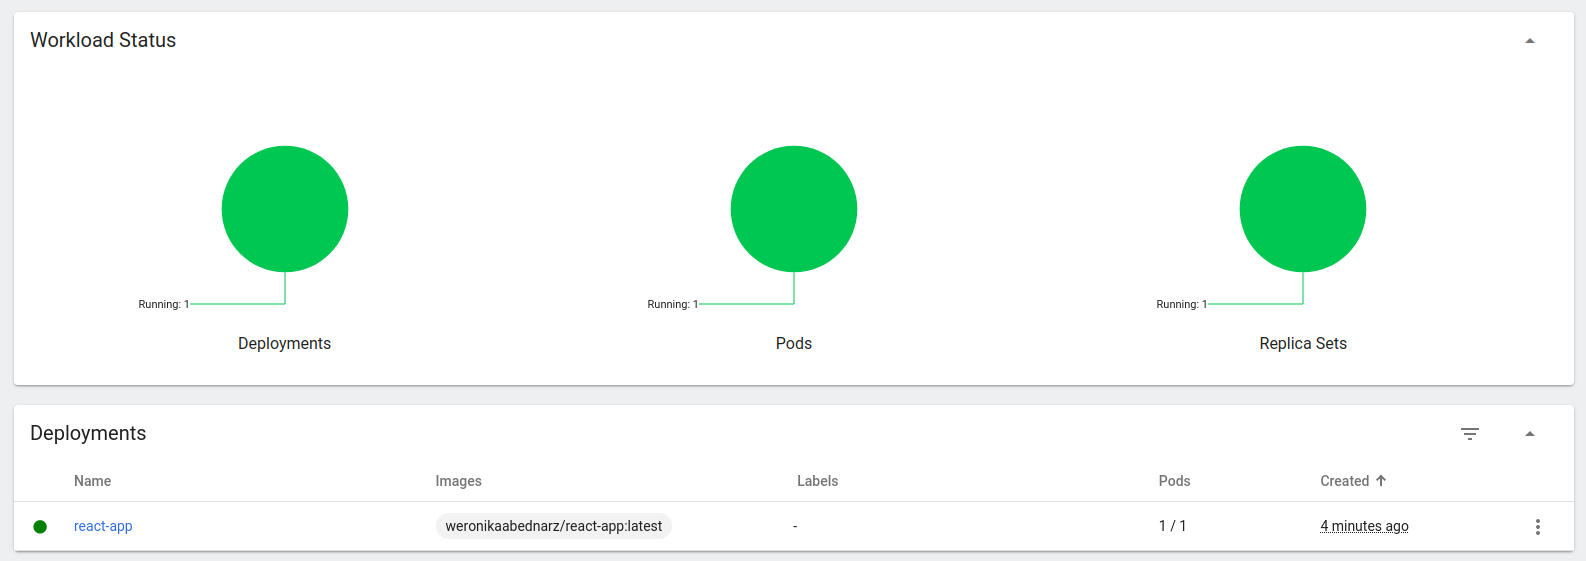 Workload Status
Running: 1 Running: 1 Running: 1
Deployments Pods Replica Sets
Deployments
Name Images Labels Pods Created
react-app weronikaabednarz/react-app:latest - 1 / 1 4 minutes ago